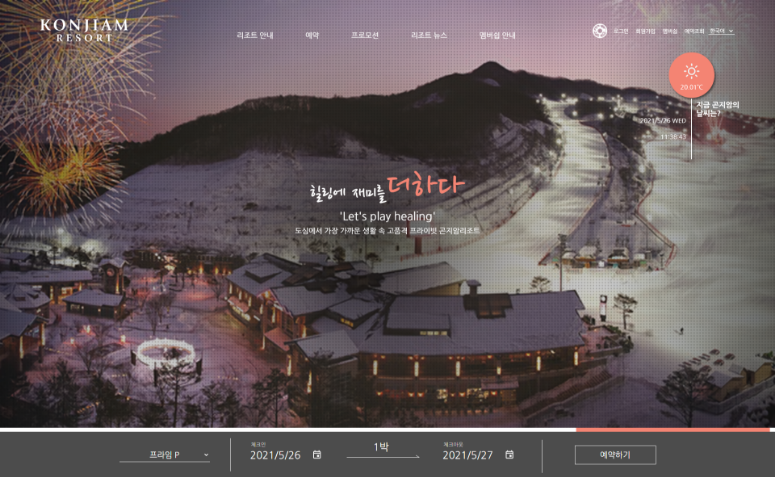 KONJIAM
RESORT
리조트 안내 예약 프로모션 리조트 뉴스 멤버쉽 안내
로그인 회원가입 멤버쉽 예약조회 한국어
20.01°C
지금 곤지암의
날씨는?
2021/5/26 WED
11:58:43
힐링에 재미를 더하다
'Let's play healing'
도심에서 가장 가까운 생활 속 고품격 프라이빗 곤지암리조트
체크인 1박 체크아웃
프라임 P 2021/5/26 2021/5/27 예약하기